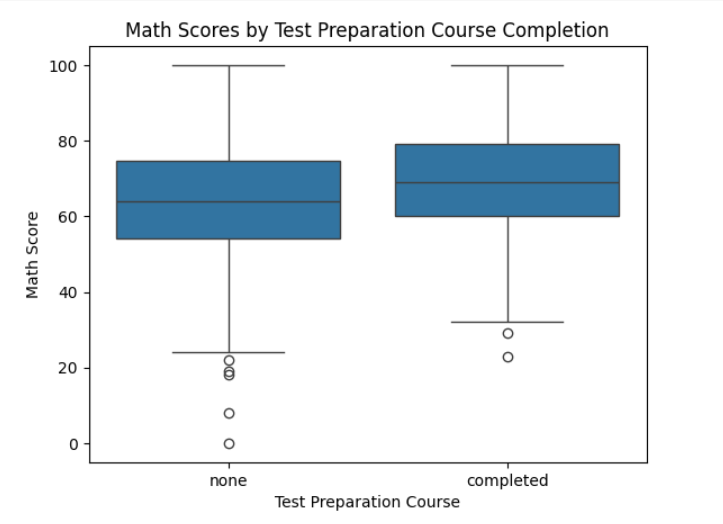 Math Scores by Test Preparation Course Completion
100
80
60
40
20
0
Math Score
none
completed
Test Preparation Course